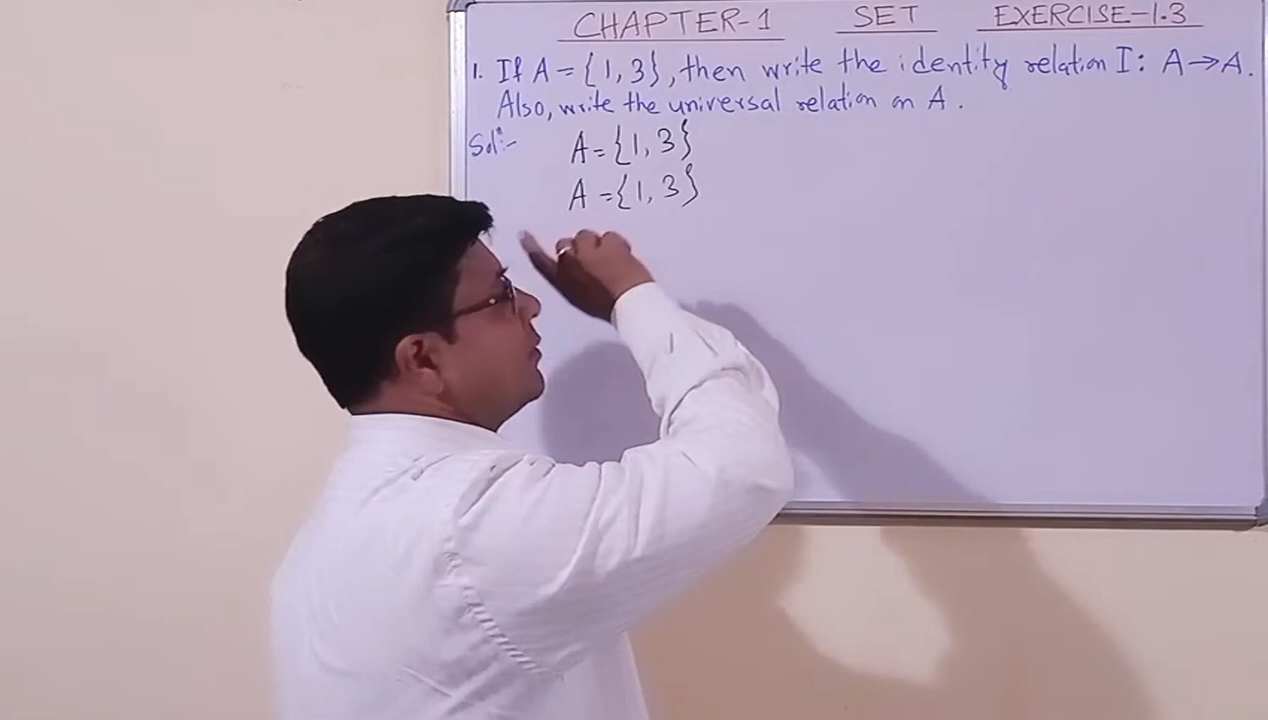 CHAPTER-1 SET EXERCISE-1.3
1. If A = {1, 3}, then write the identity relation I: A→A.
Also, write the universal relation on A.
Solⁿ:-
A = {1, 3}
A = {1, 3}